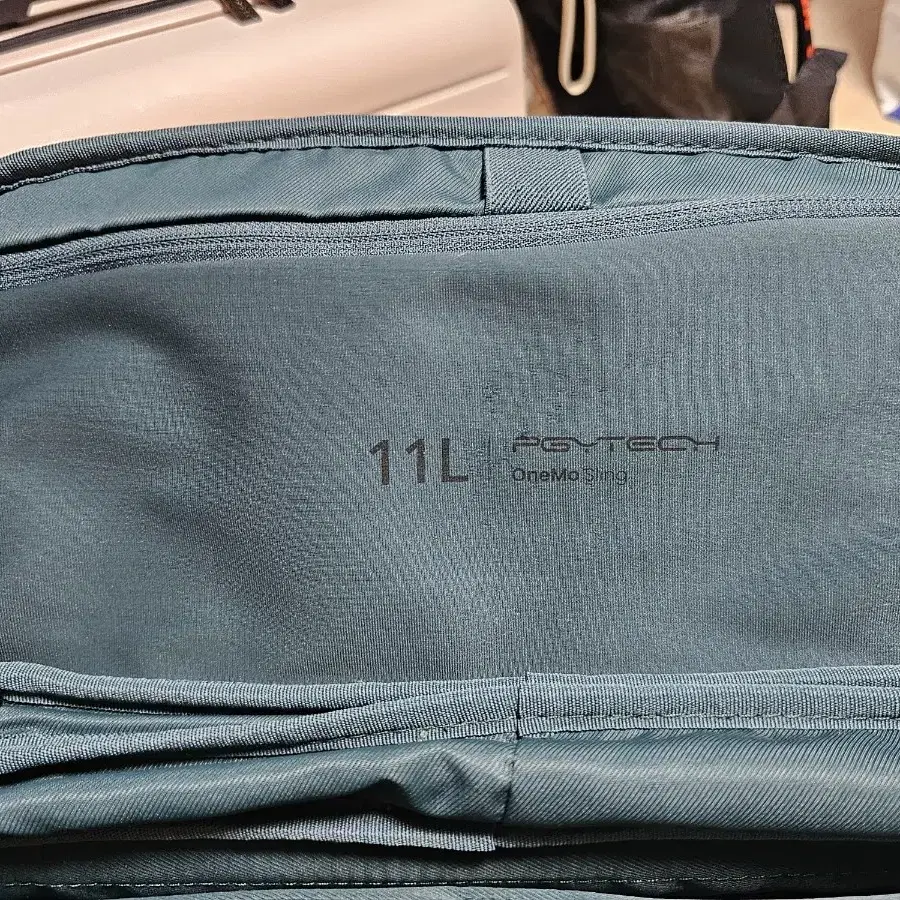 11L
PGYTECH
OneMo Sling